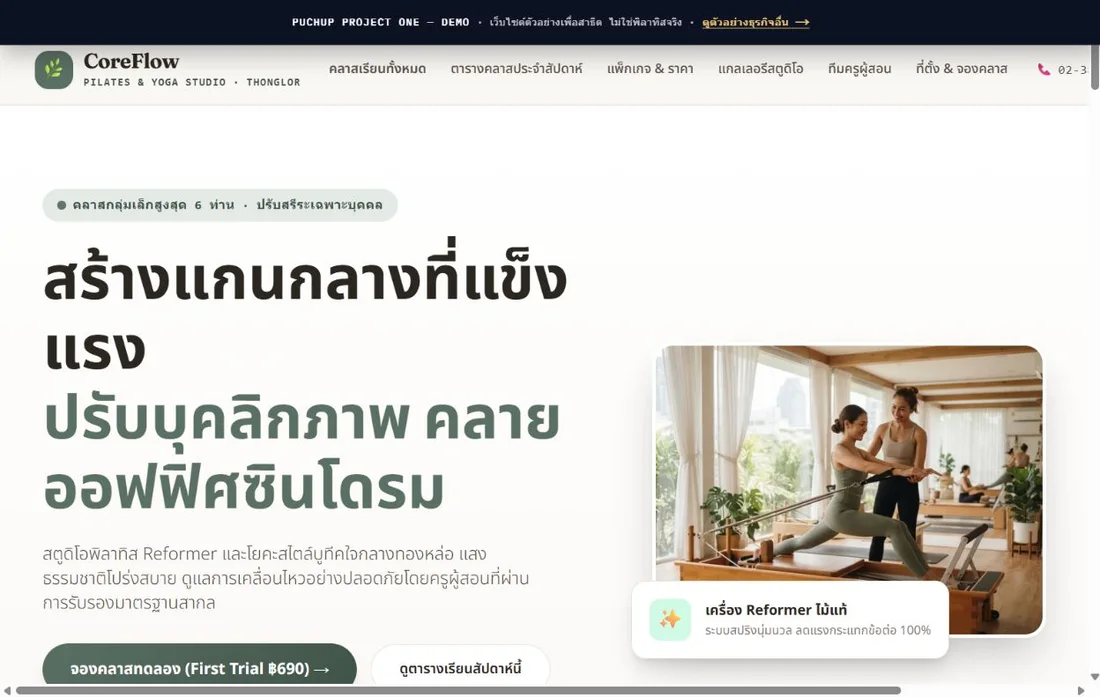 PUCHUP PROJECT ONE — DEMO · เว็บไซต์ตัวอย่างเพื่อสาธิต ไม่ใช่พิลาทิสจริง · ดูตัวอย่างธุรกิจอื่น →
CoreFlow
PILATES & YOGA STUDIO · THONGLOR
คลาสเรียนทั้งหมด ตารางคลาสประจำสัปดาห์ แพ็กเกจ & ราคา แกลเลอรีสตูดิโอ ทีมครูผู้สอน ที่ตั้ง & จองคลาส 02-3
คลาสกลุ่มเล็กสูงสุด 6 ท่าน · ปรับสรีระเฉพาะบุคคล
สร้างแกนกลางที่แข็ง
แรง
ปรับบุคลิกภาพ คลาย
ออฟฟิศซินโดรม
สตูดิโอพิลาทิส Reformer และโยคะสไตล์บูทีคใจกลางทองหล่อ แสง
ธรรมชาติโปร่งสบาย ดูแลการเคลื่อนไหวอย่างปลอดภัยโดยครูผู้สอนที่ผ่าน
การรับรองมาตรฐานสากล
เครื่อง Reformer ไม้แท้
ระบบสปริงนุ่มนวล ลดแรงกระแทกข้อต่อ 100%
จองคลาสทดลอง (First Trial ฿690) →
ดูตารางเรียนสัปดาห์นี้